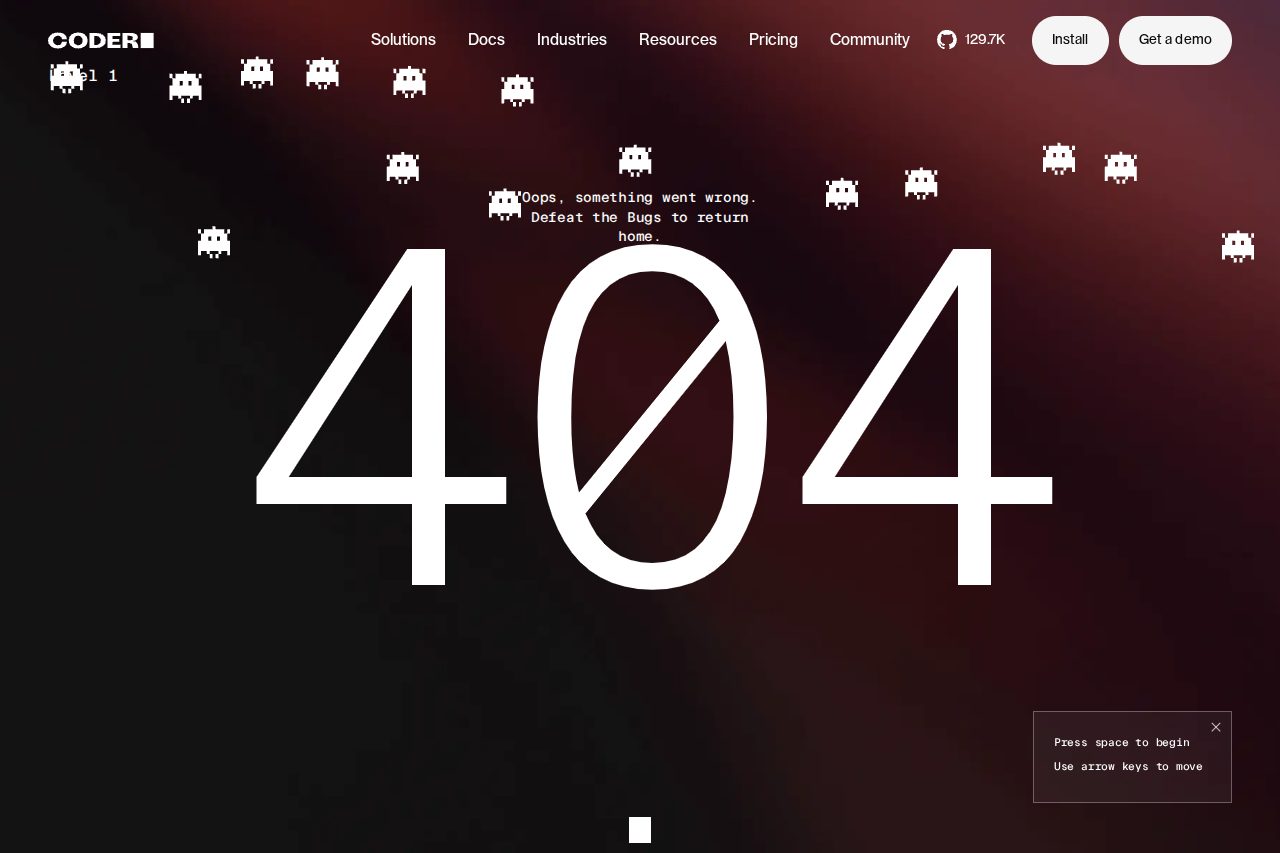 CODER
Solutions
Docs
Industries
Resources
Pricing
Community
129.7K
Install
Get a demo
1
Oops, something went wrong.
Defeat the Bugs to return
home.
404
Press space to begin
Use arrow keys to move